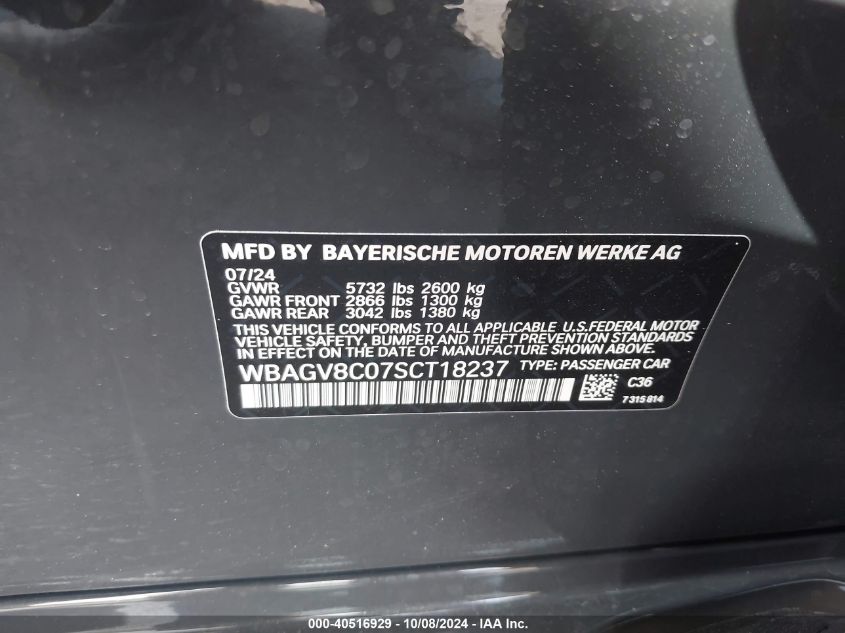 MFD BY BAYERISCHE MOTOREN WERKE AG
07/24
GVWR 5732 lbs 2600 kg
GAWR FRONT 2866 lbs 1300 kg
GAWR REAR 3042 lbs 1380 kg
THIS VEHICLE CONFORMS TO ALL APPLICABLE U.S.FEDERAL MOTOR
VEHICLE SAFETY, BUMPER AND THEFT PREVENTION STANDARDS
IN EFFECT ON THE DATE OF MANUFACTURE SHOWN ABOVE.
WBAGV8C07SCT18237 TYPE: PASSENGER CAR
C36
7315814
000-40516929 - 10/08/2024 - IAA Inc.